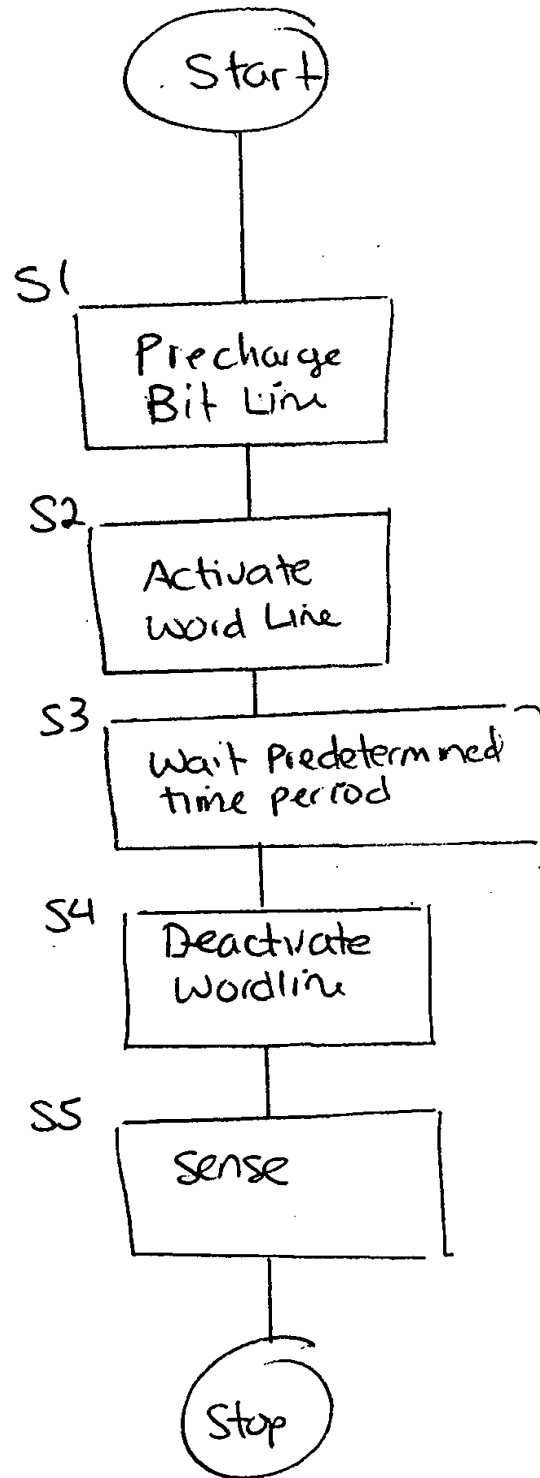 Start
S1
Precharge
Bit Line
S2
Activate
Word Line
S3
Wait Predetermined
time period
S4
Deactivate
Wordline
S5
Sense
Stop